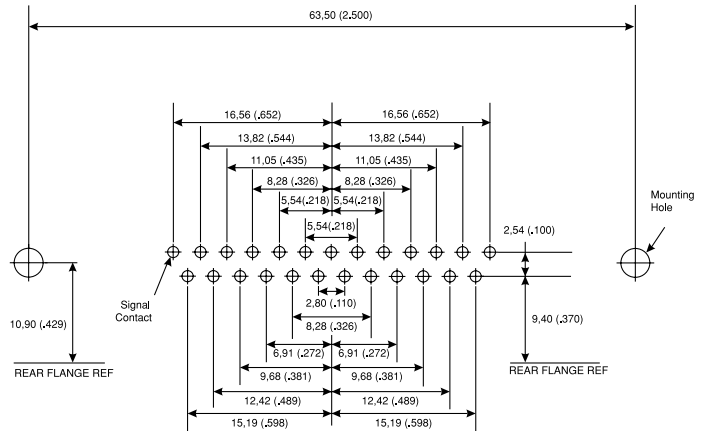 63,50 (2.500)
16,56 (.652) 16,56 (.652)
13,82 (.544) 13,82 (.544)
11,05 (.435) 11,05 (.435)
8,28 (.326) 8,28 (.326)
5,54(.218) 5,54(.218)
5,54(.218)
Mounting
Hole
2,54 (.100)
Signal
Contact
2,80 (.110)
10,90 (.429)
8,28 (.326)
9,40 (.370)
6,91 (.272) 6,91 (.272)
REAR FLANGE REF
REAR FLANGE REF
9,68 (.381) 9,68 (.381)
12,42 (.489) 12,42 (.489)
15,19 (.598) 15,19 (.598)